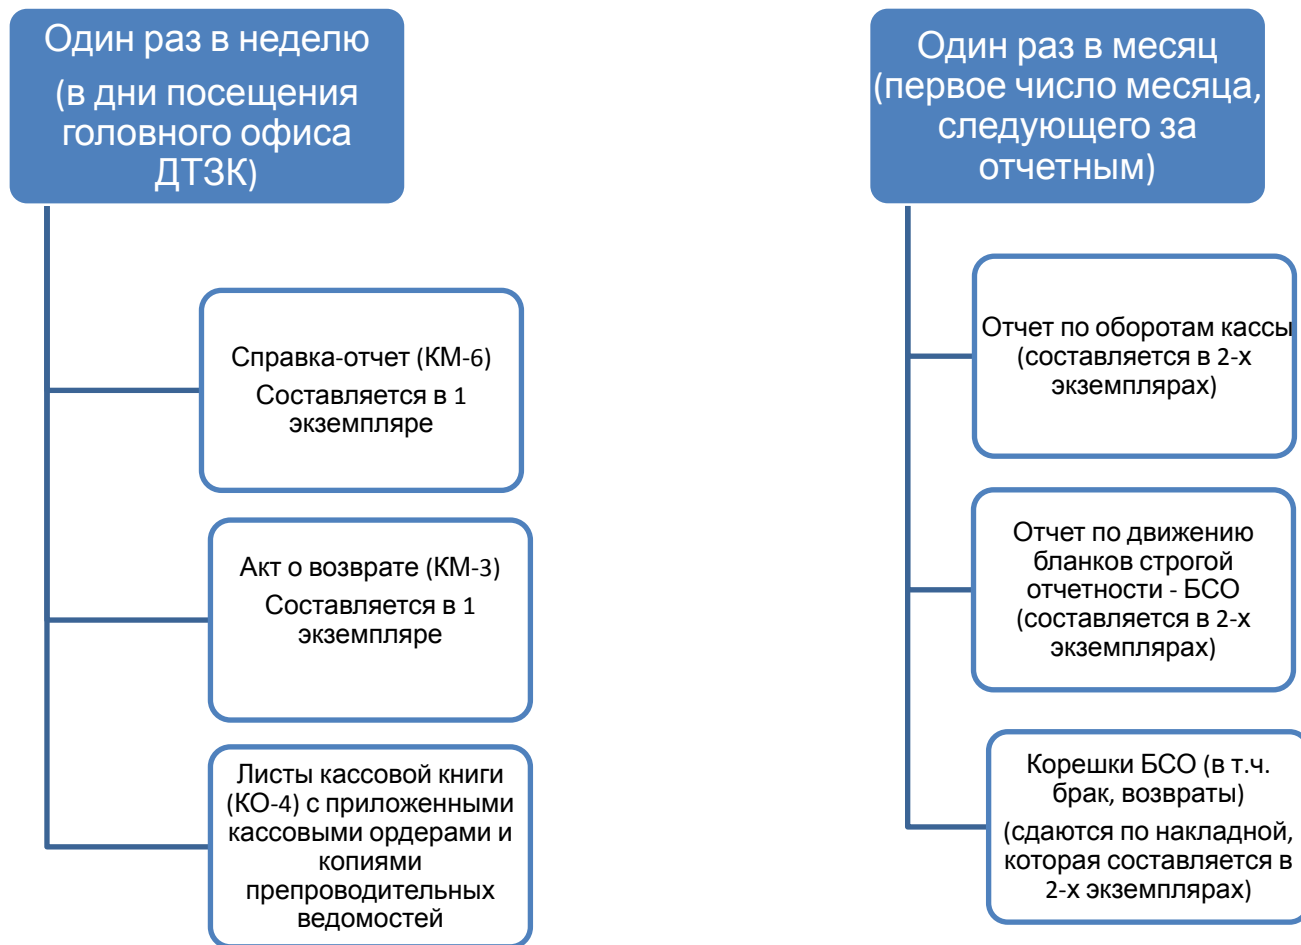 Один раз в неделю
(в дни посещения
головного офиса
ДТЗК)
Справка-отчет (КМ-6)
Составляется в 1
экземпляре
Акт о возврате (КМ-3)
Составляется в 1
экземпляре
Листы кассовой книги
(КО-4) с приложенными
кассовыми ордерами и
копиями
препроводительных
ведомостей
Один раз в месяц
(первое число месяца,
следующего за
отчетным)
Отчет по оборотам кассы
(составляется в 2-х
экземплярах)
Отчет по движению
бланков строгой
отчетности - БСО
(составляется в 2-х
экземплярах)
Корешки БСО (в т.ч.
брак, возвраты)
(сдаются по накладной,
которая составляется в
2-х экземплярах)